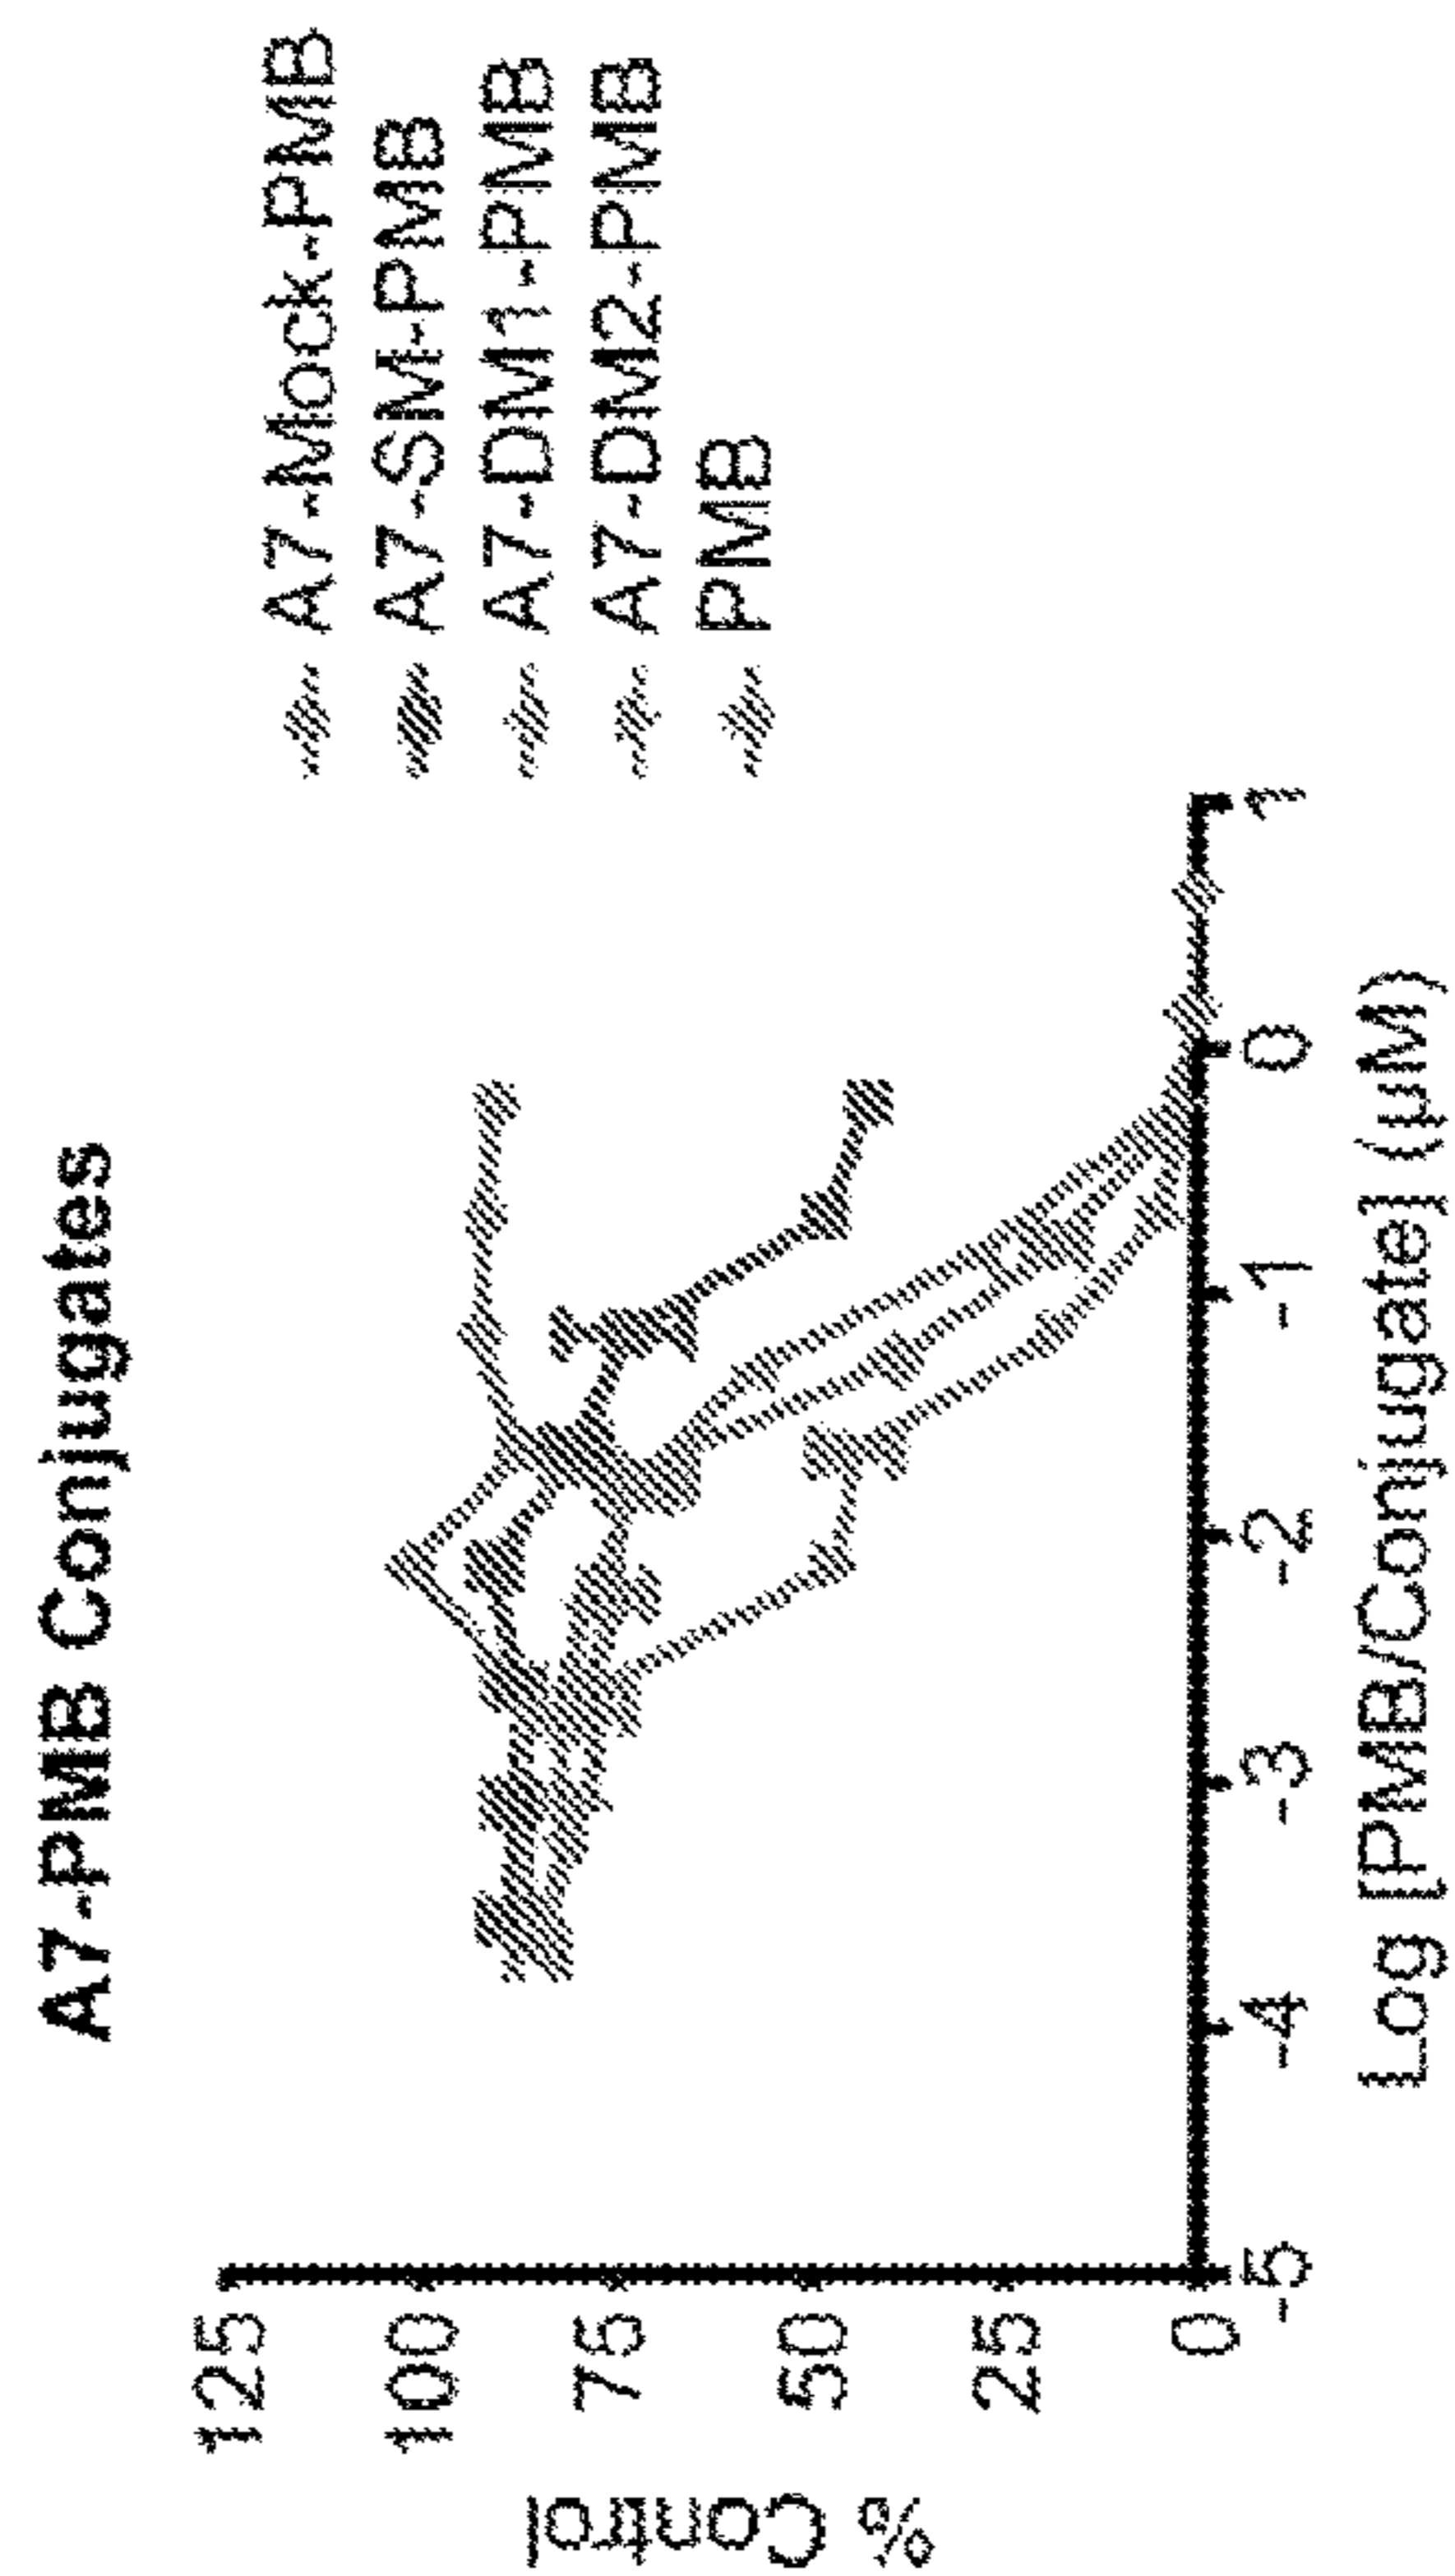 A7-PMB Conjugates
A7-Mock-PMB
A7-SM-PMB
A7-DM1-PMB
A7-DM2-PMB
PMB
% Control
125
100
75
50
25
0
-5 -4 -3 -2 -1 0 1
Log [PMB/Conjugate] (µM)